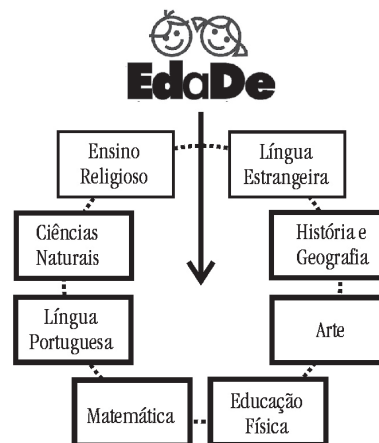 EdaDe
Ensino
Religioso
Língua
Estrangeira
Ciências
Naturais
História e
Geografia
Língua
Portuguesa
Arte
Matemática
Educação
Física